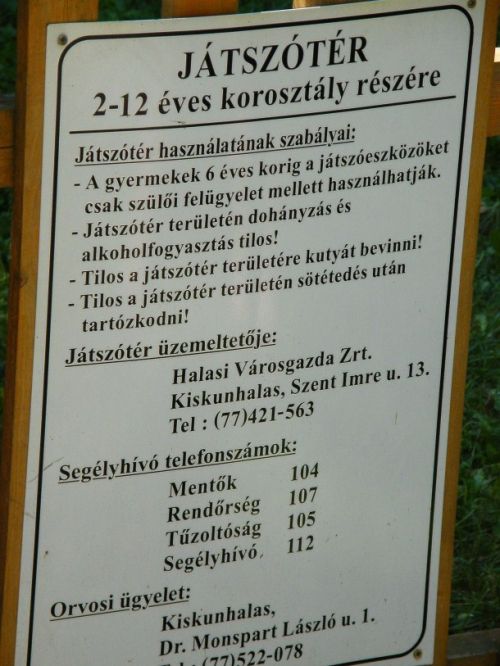 JÁTSZÓTÉR
2-12 éves korosztály részére
Játszótér használatának szabályai:
- A gyermekek 6 éves korig a játszóeszközöket
csak szülői felügyelet mellett használhatják.
- Játszótér területén dohányzás és
alkoholfogyasztás tilos!
- Tilos a játszótér területére kutyát bevinni!
- Tilos a játszótér területén sötétedés után
tartózkodni!
Játszótér üzemeltetője:
Halasi Városgazda Zrt.
Kiskunhalas, Szent Imre u. 13.
Tel : (77)421-563
Segélyhívó telefonszámok:
Mentők 104
Rendőrség 107
Tűzoltóság 105
Segélyhívó 112
Orvosi ügyelet:
Kiskunhalas,
Dr. Monspart László u. 1.
Tel : (77)522-078